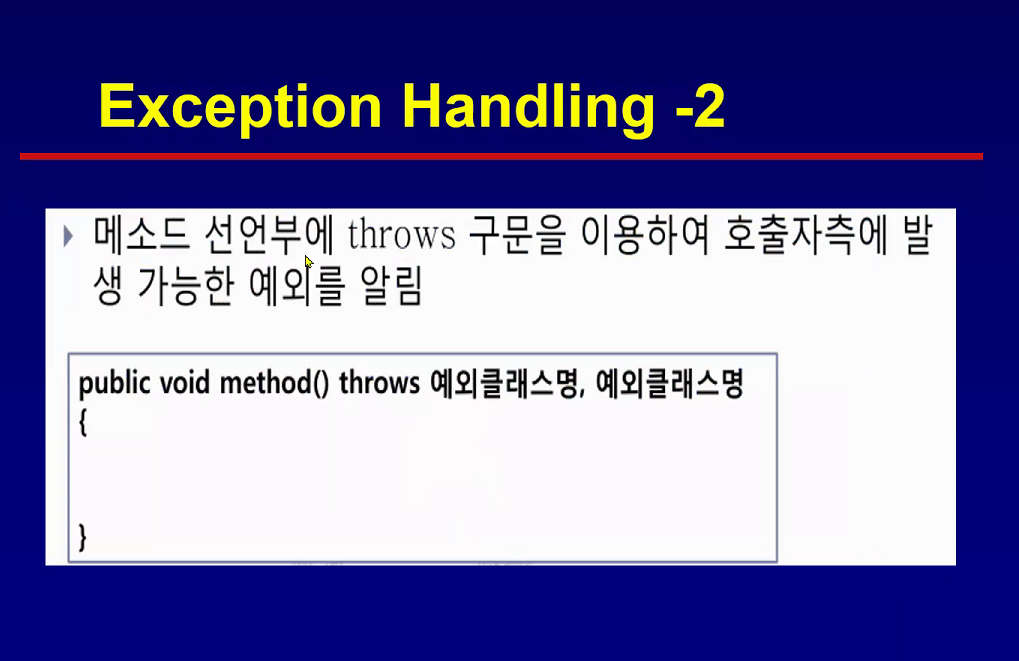 Exception Handling -2
메소드 선언부에 throws 구문을 이용하여 호출자측에 발
생 가능한 예외를 알림
public void method() throws 예외클래스명, 예외클래스명
{
}